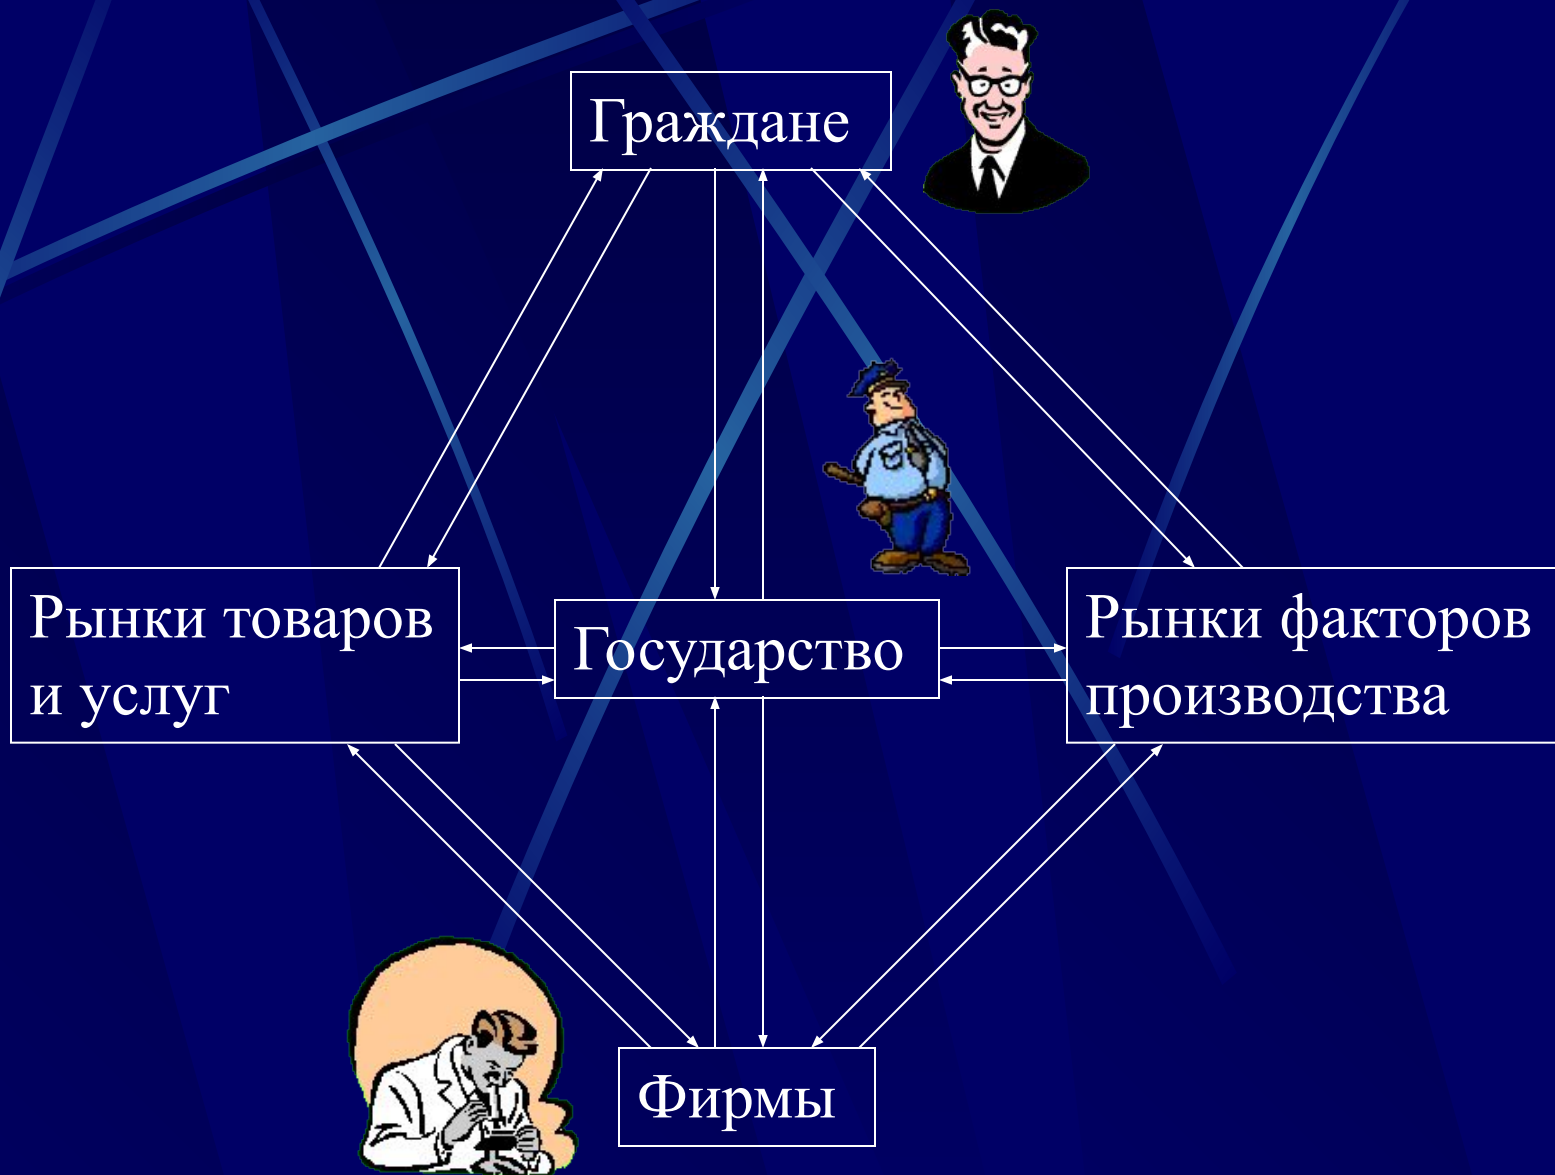 Граждане
Рынки товаров
и услуг
Государство
Рынки факторов
производства
Фирмы